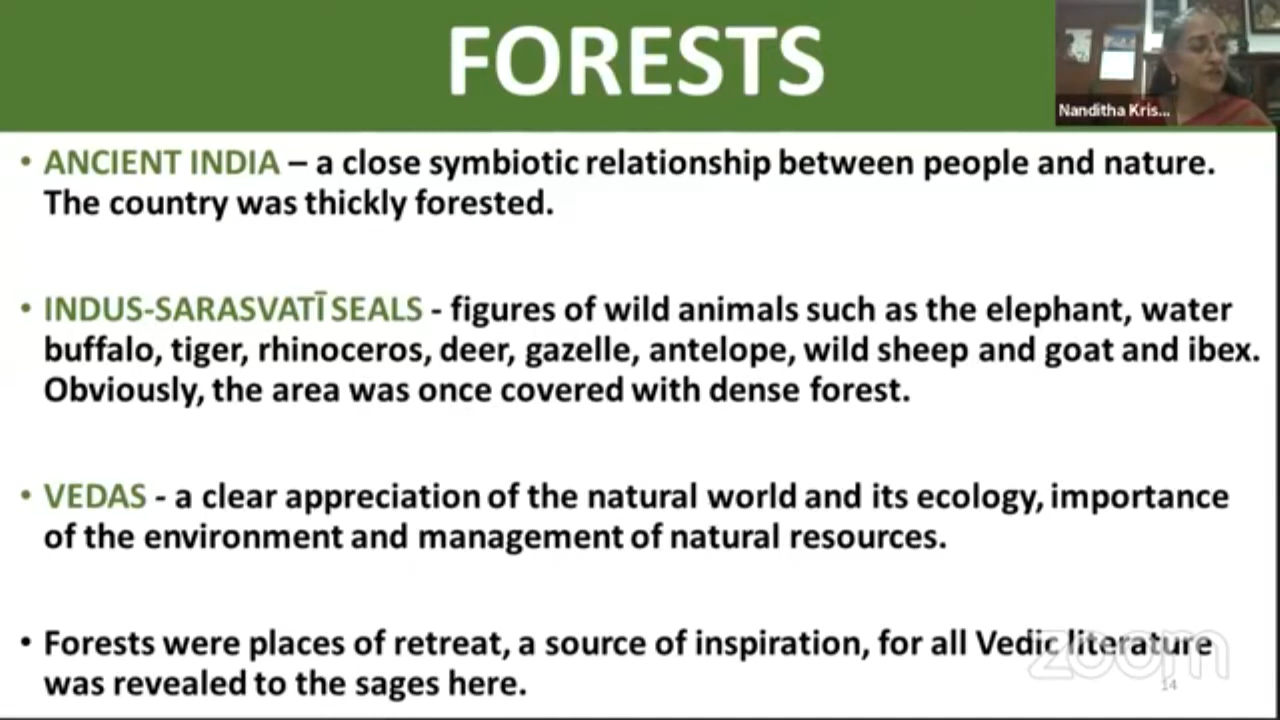 FORESTS
Nanditha Kris...
• ANCIENT INDIA – a close symbiotic relationship between people and nature.
The country was thickly forested.
• INDUS-SARASVATĪ SEALS - figures of wild animals such as the elephant, water
buffalo, tiger, rhinoceros, deer, gazelle, antelope, wild sheep and goat and ibex.
Obviously, the area was once covered with dense forest.
• VEDAS - a clear appreciation of the natural world and its ecology, importance
of the environment and management of natural resources.
• Forests were places of retreat, a source of inspiration, for all Vedic literature
was revealed to the sages here.
zoom
14